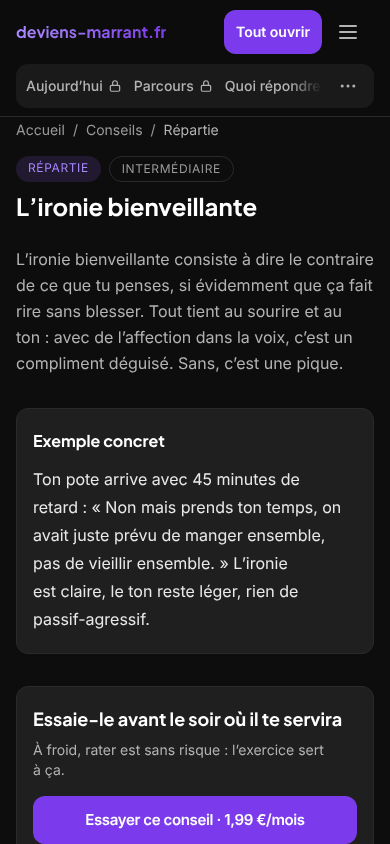 deviens-marrant.fr
Tout ouvrir
Aujourd’hui Parcours Quoi répondre ···
Accueil / Conseils / Répartie
RÉPARTIE INTERMÉDIAIRE
L’ironie bienveillante
L’ironie bienveillante consiste à dire le contraire
de ce que tu penses, si évidemment que ça fait
rire sans blesser. Tout tient au sourire et au
ton : avec de l’affection dans la voix, c’est un
compliment déguisé. Sans, c’est une pique.
Exemple concret
Ton pote arrive avec 45 minutes de
retard : « Non mais prends ton temps, on
avait juste prévu de manger ensemble,
pas de vieillir ensemble. » L’ironie
est claire, le ton reste léger, rien de
passif-agressif.
Essaie-le avant le soir où il te servira
À froid, rater est sans risque : l’exercice sert
à ça.
Essayer ce conseil · 1,99 €/mois